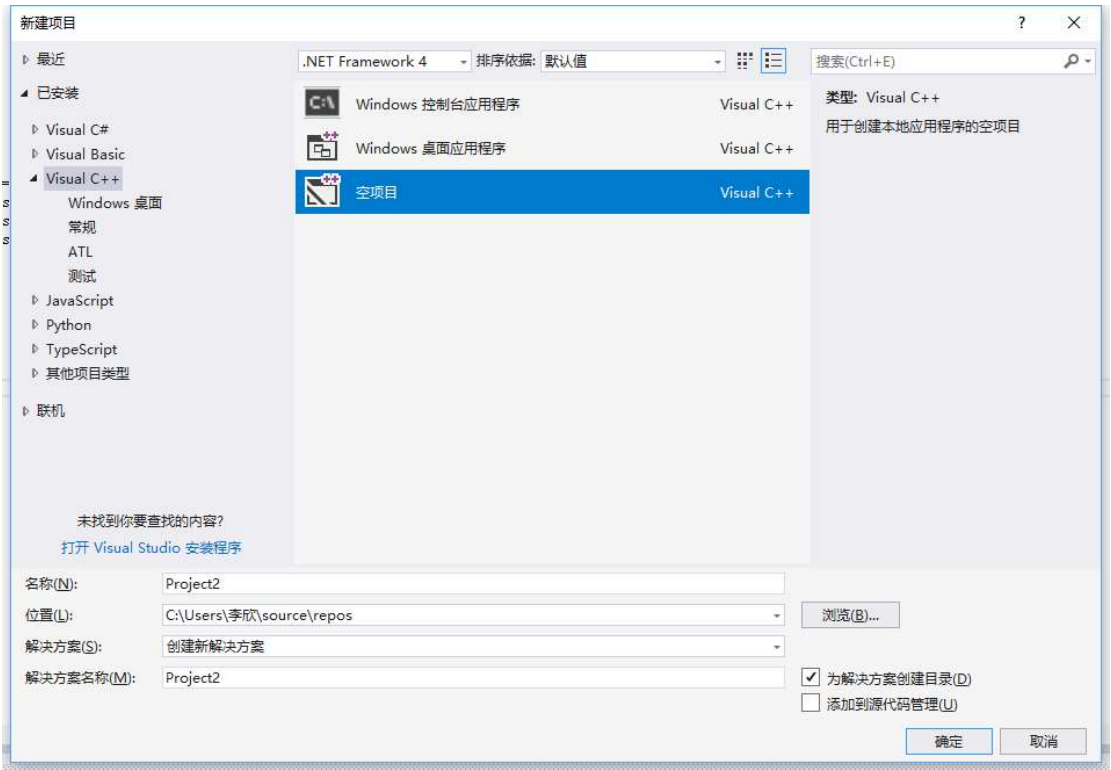 新建项目
?
最近
.NET Framework 4
排序依据: 默认值
搜索(Ctrl+E)
已安装
Visual C#
Visual Basic
Visual C++
Windows 桌面
常规
ATL
测试
JavaScript
Python
TypeScript
其他项目类型
联机
未找到你要查找的内容?
打开 Visual Studio 安装程序
C:\
Windows 控制台应用程序 Visual C++
++
Windows 桌面应用程序 Visual C++
++
空项目 Visual C++
类型: Visual C++
用于创建本地应用程序的空项目
名称(N): Project2
位置(L): C:\Users\李欣\source\repos
浏览(B)...
解决方案(S): 创建新解决方案
解决方案名称(M): Project2
为解决方案创建目录(D)
添加到源代码管理(U)
确定 取消
=
s
s
s